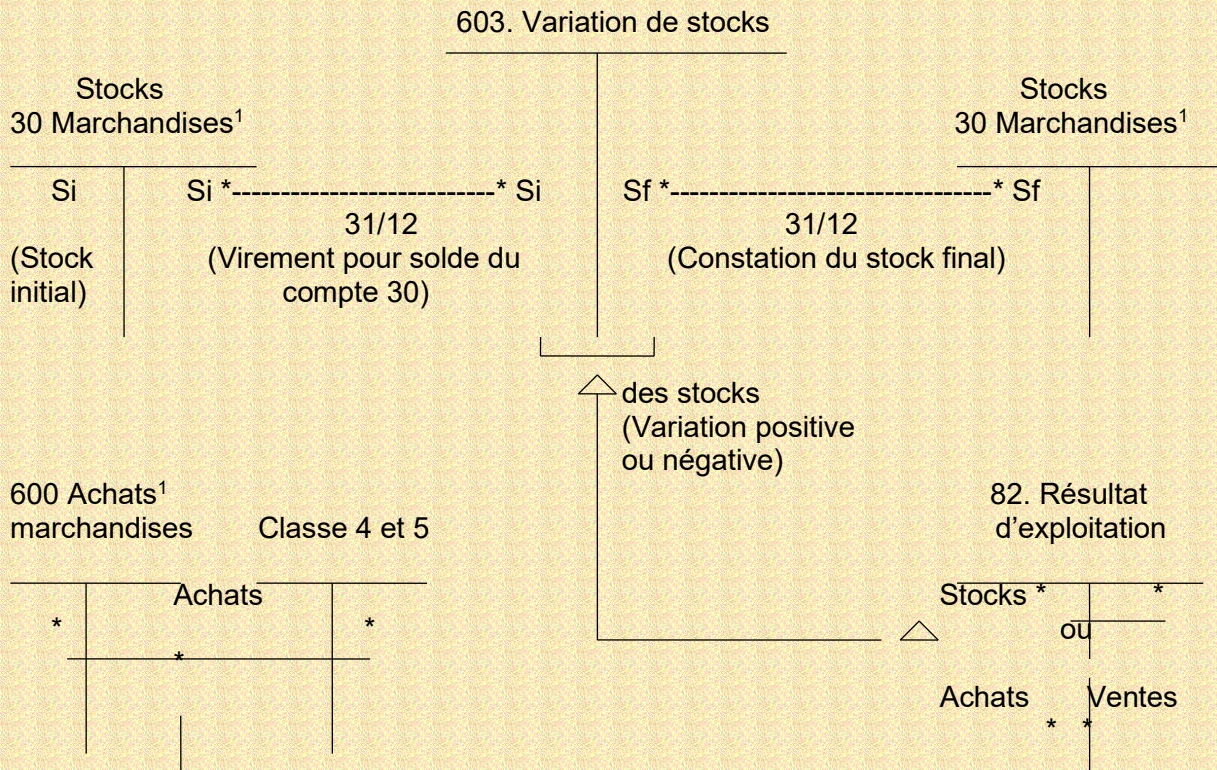 603. Variation de stocks
Stocks
30 Marchandises¹
Stocks
30 Marchandises¹
Si Si *---------------------------* Si Sf *---------------------------------* Sf
31/12 31/12
(Stock (Virement pour solde du (Constation du stock final)
initial) compte 30)
des stocks
(Variation positive
ou négative)
600 Achats¹
marchandises Classe 4 et 5
82. Résultat
d’exploitation
Achats Stocks * *
* * ou
*
Achats Ventes
* *